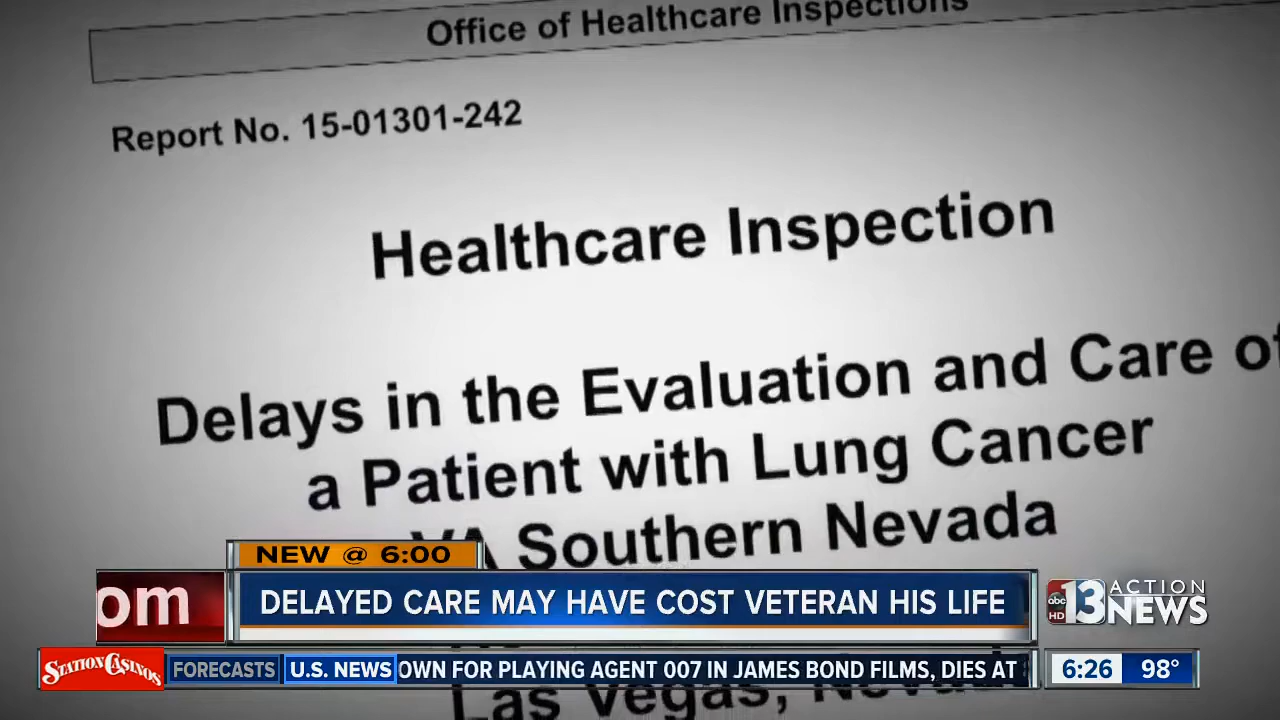 Office of Healthcare Inspections
Report No. 15-01301-242
Healthcare Inspection
Delays in the Evaluation and Care of
a Patient with Lung Cancer
VA Southern Nevada
NEW @ 6:00
om
DELAYED CARE MAY HAVE COST VETERAN HIS LIFE
abc 13 HD ACTION NEWS
STATION CASINOS FORECASTS U.S. NEWS OWN FOR PLAYING AGENT 007 IN JAMES BOND FILMS, DIES AT 6:26 98°
Las Vegas, Nevada